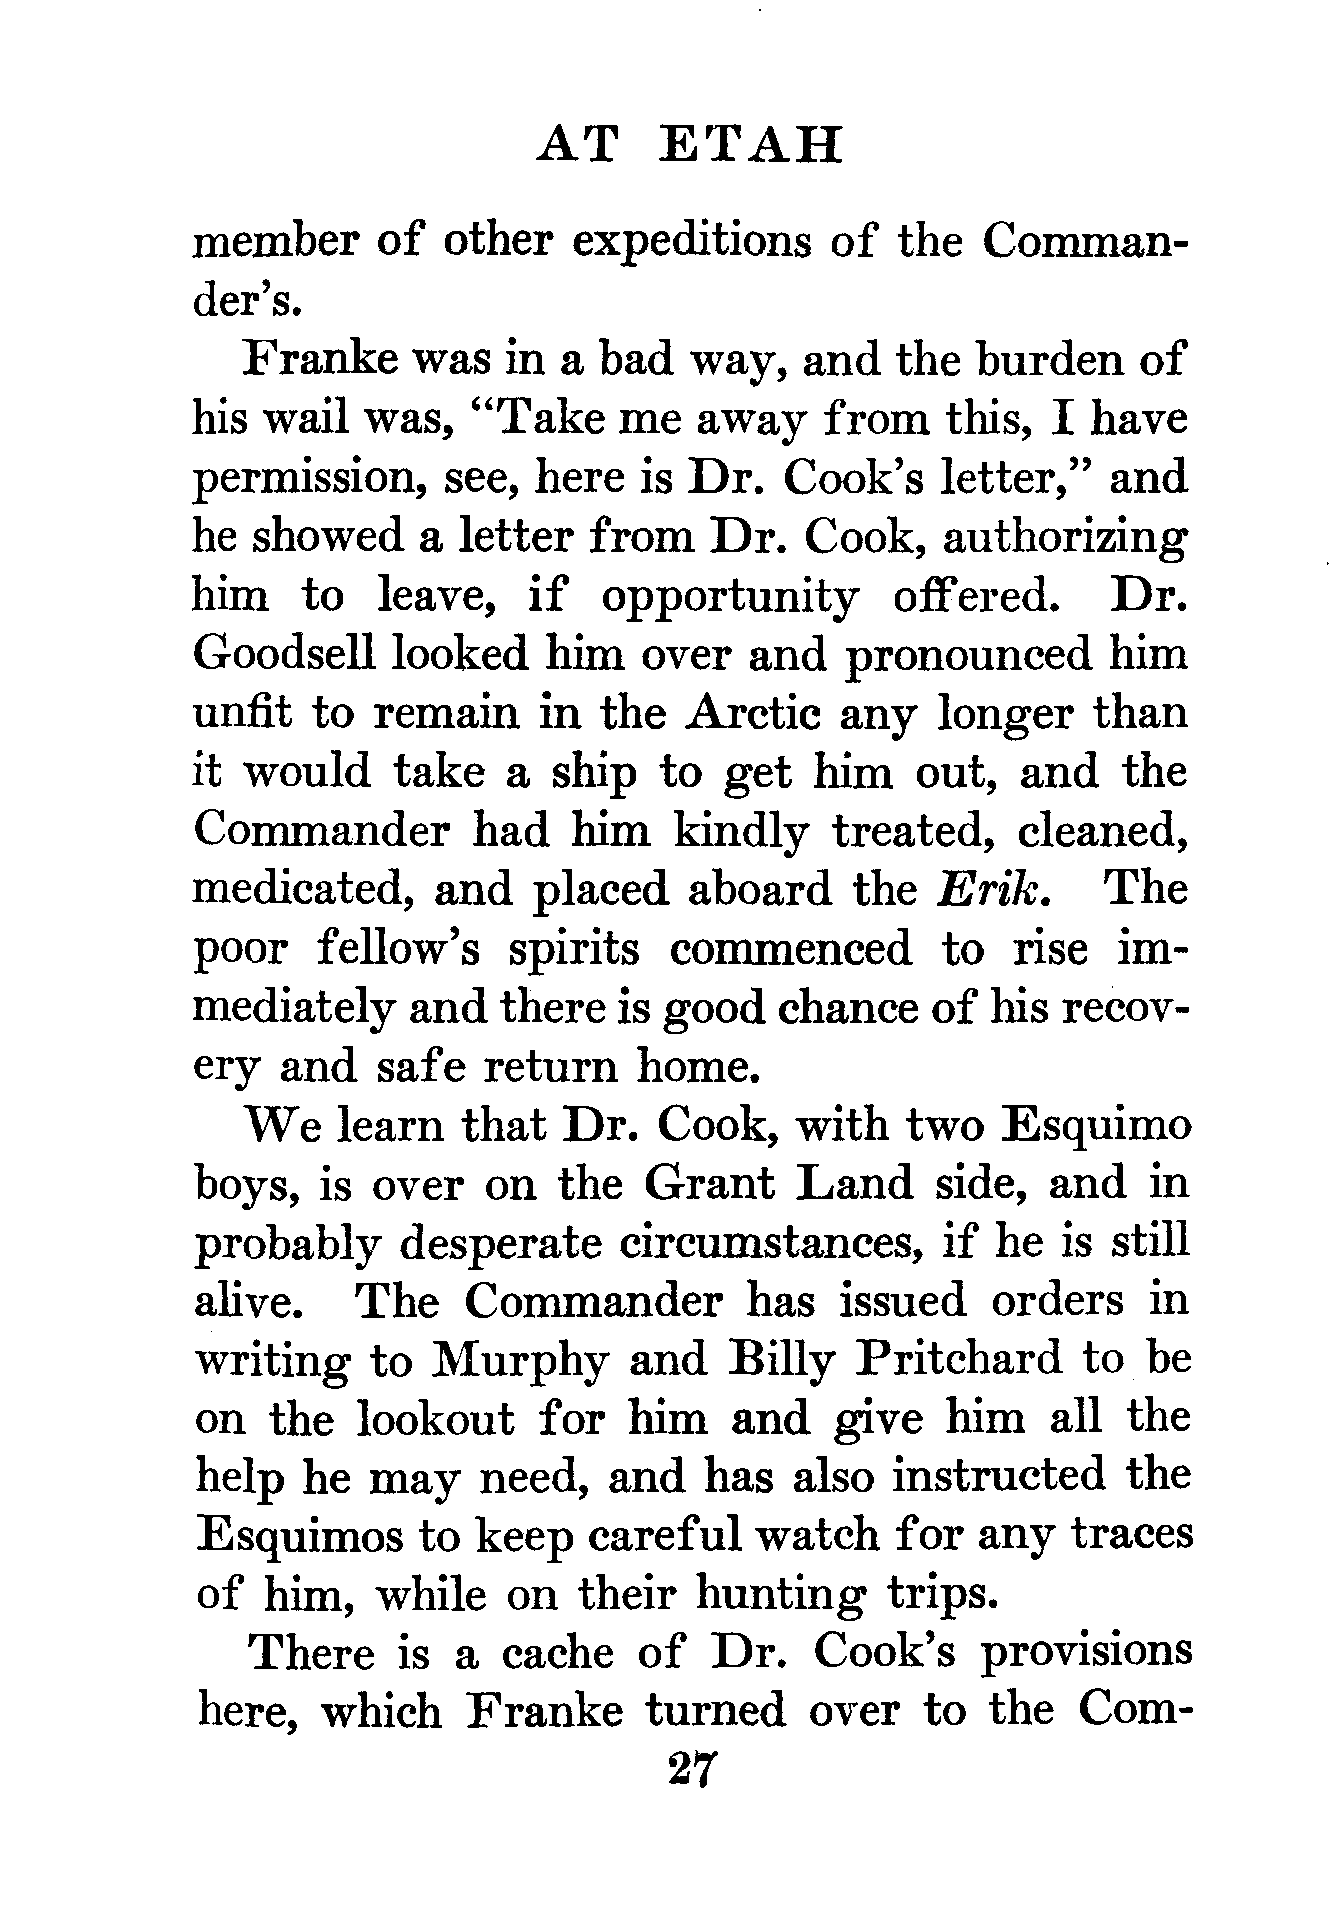 AT ETAH
member of other expeditions of the Comman-
der's.
Franke was in a bad way, and the burden of
his wail was, “Take me away from this, I have
permission, see, here is Dr. Cook's letter,” and
he showed a letter from Dr. Cook, authorizing
him to leave, if opportunity offered. Dr.
Goodsell looked him over and pronounced him
unfit to remain in the Arctic any longer than
it would take a ship to get him out, and the
Commander had him kindly treated, cleaned,
medicated, and placed aboard the Erik. The
poor fellow's spirits commenced to rise im-
mediately and there is good chance of his recov-
ery and safe return home.
We learn that Dr. Cook, with two Esquimo
boys, is over on the Grant Land side, and in
probably desperate circumstances, if he is still
alive. The Commander has issued orders in
writing to Murphy and Billy Pritchard to be
on the lookout for him and give him all the
help he may need, and has also instructed the
Esquimos to keep careful watch for any traces
of him, while on their hunting trips.
There is a cache of Dr. Cook's provisions
here, which Franke turned over to the Com-
27